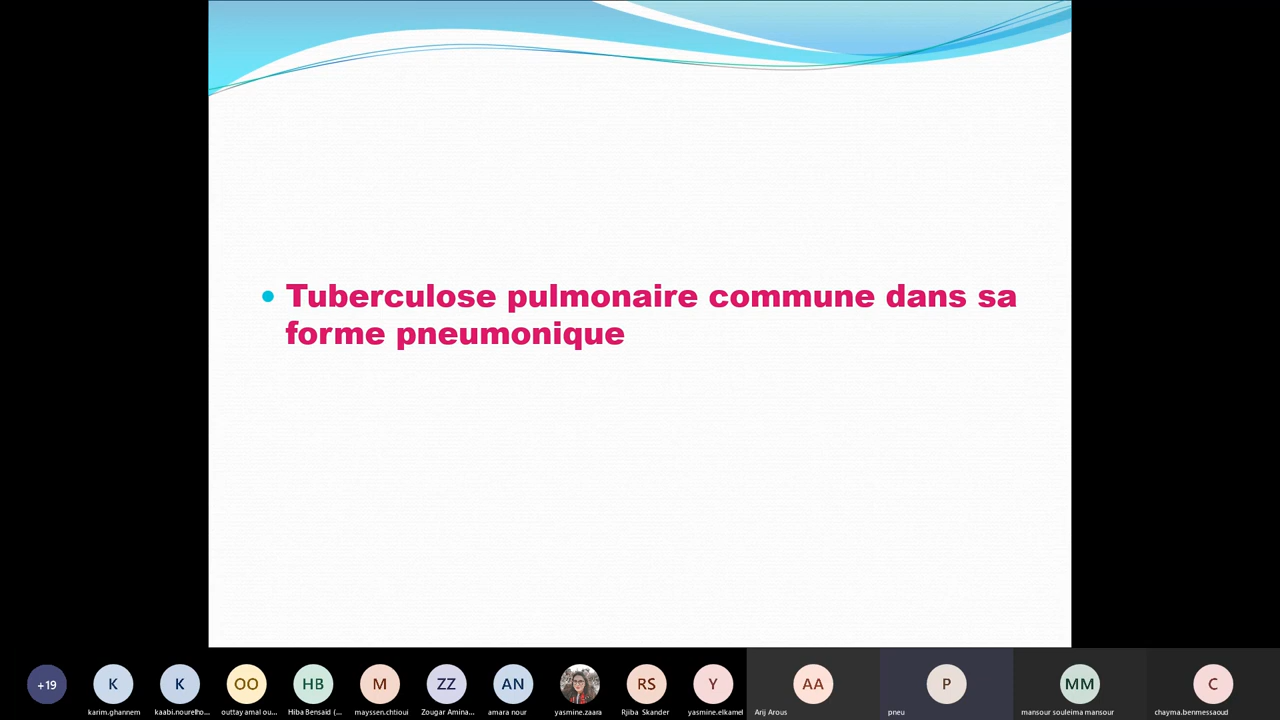 • Tuberculose pulmonaire commune dans sa
forme pneumonique
+19
K
K
OO
HB
M
ZZ
AN
RS
Y
AA
P
MM
C
karim.ghannem
kaabi.nourelho...
outtay amal ou...
Hiba Bensaid (...
mayssen.chtioui
Zougar Amina...
amara nour
yasmine.zaara
Rjiba Skander
yasmine.elkamel
Arij Arous
pneu
mansour souleima mansour
chayma.benmessaoud